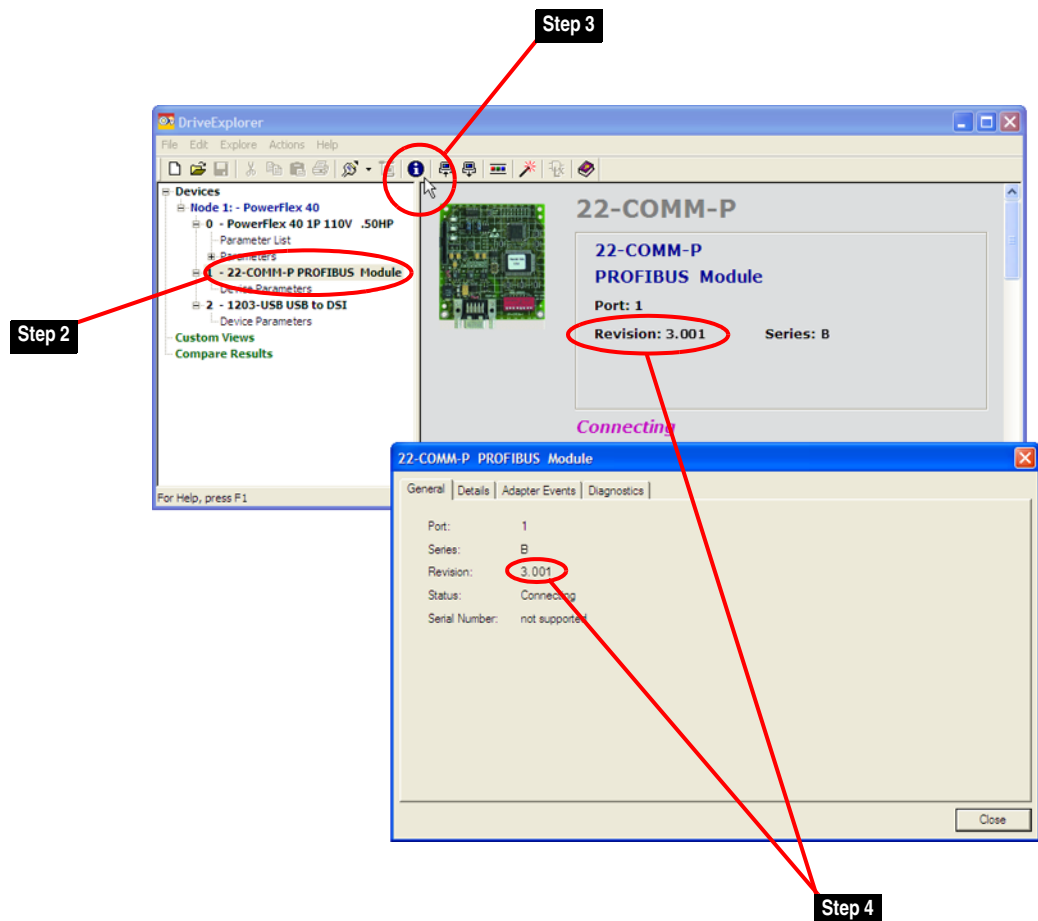 Step 3
DriveExplorer
File Edit Explore Actions Help
Devices
Node 1: - PowerFlex 40
0 - PowerFlex 40 1P 110V .50HP
Parameter List
Parameters
1 - 22-COMM-P PROFIBUS Module
Device Parameters
2 - 1203-USB USB to DSI
Device Parameters
Custom Views
Compare Results
Step 2
22-COMM-P
22-COMM-P
PROFIBUS Module
Port: 1
Revision: 3.001 Series: B
Connecting
For Help, press F1
22-COMM-P PROFIBUS Module
General Details Adapter Events Diagnostics
Port: 1
Series: B
Revision: 3.001
Status: Connecting
Serial Number: not supported
Close
Step 4